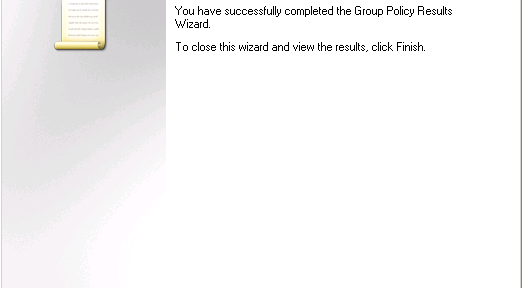 You have successfully completed the Group Policy Results
Wizard.
To close this wizard and view the results, click Finish.